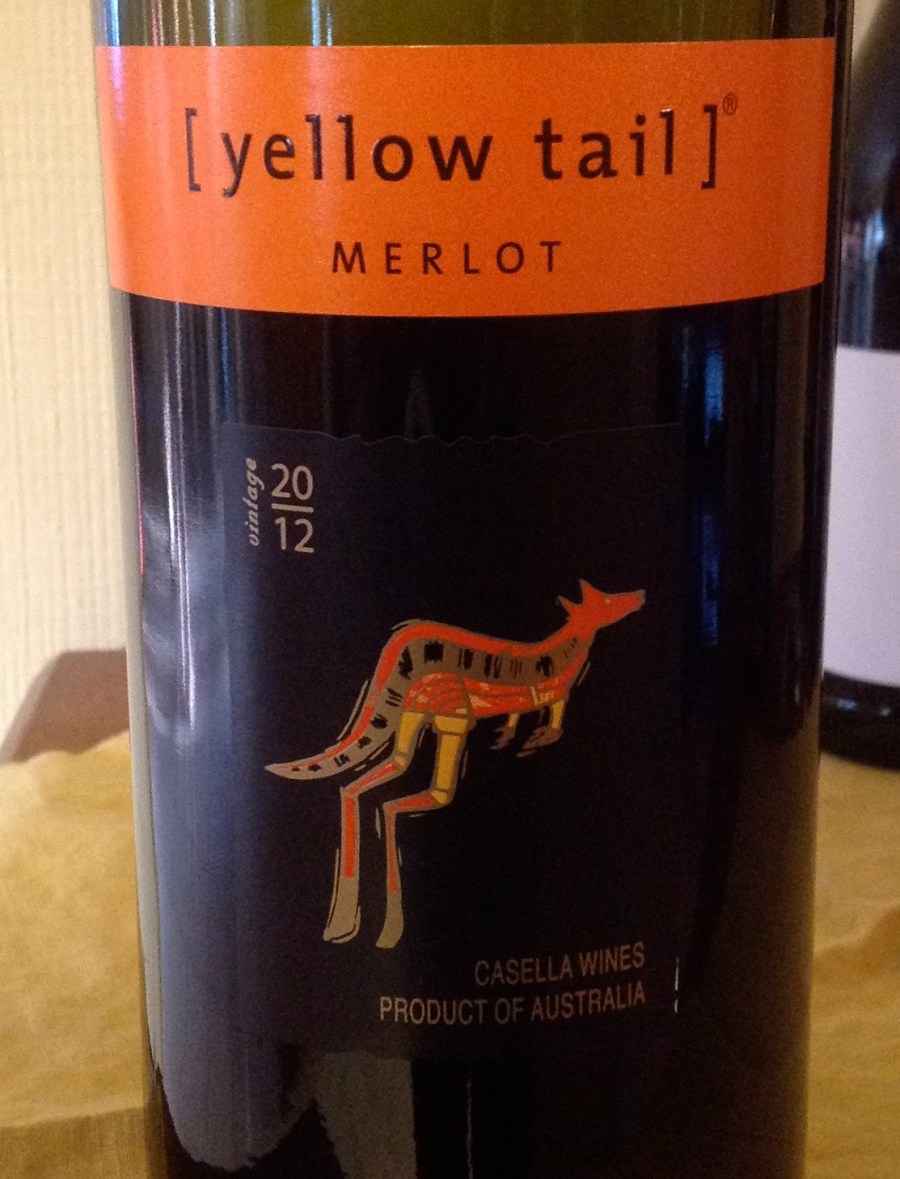 [ yellow tail ]®
MERLOT
vintage
20
12
CASELLA WINES
PRODUCT OF AUSTRALIA